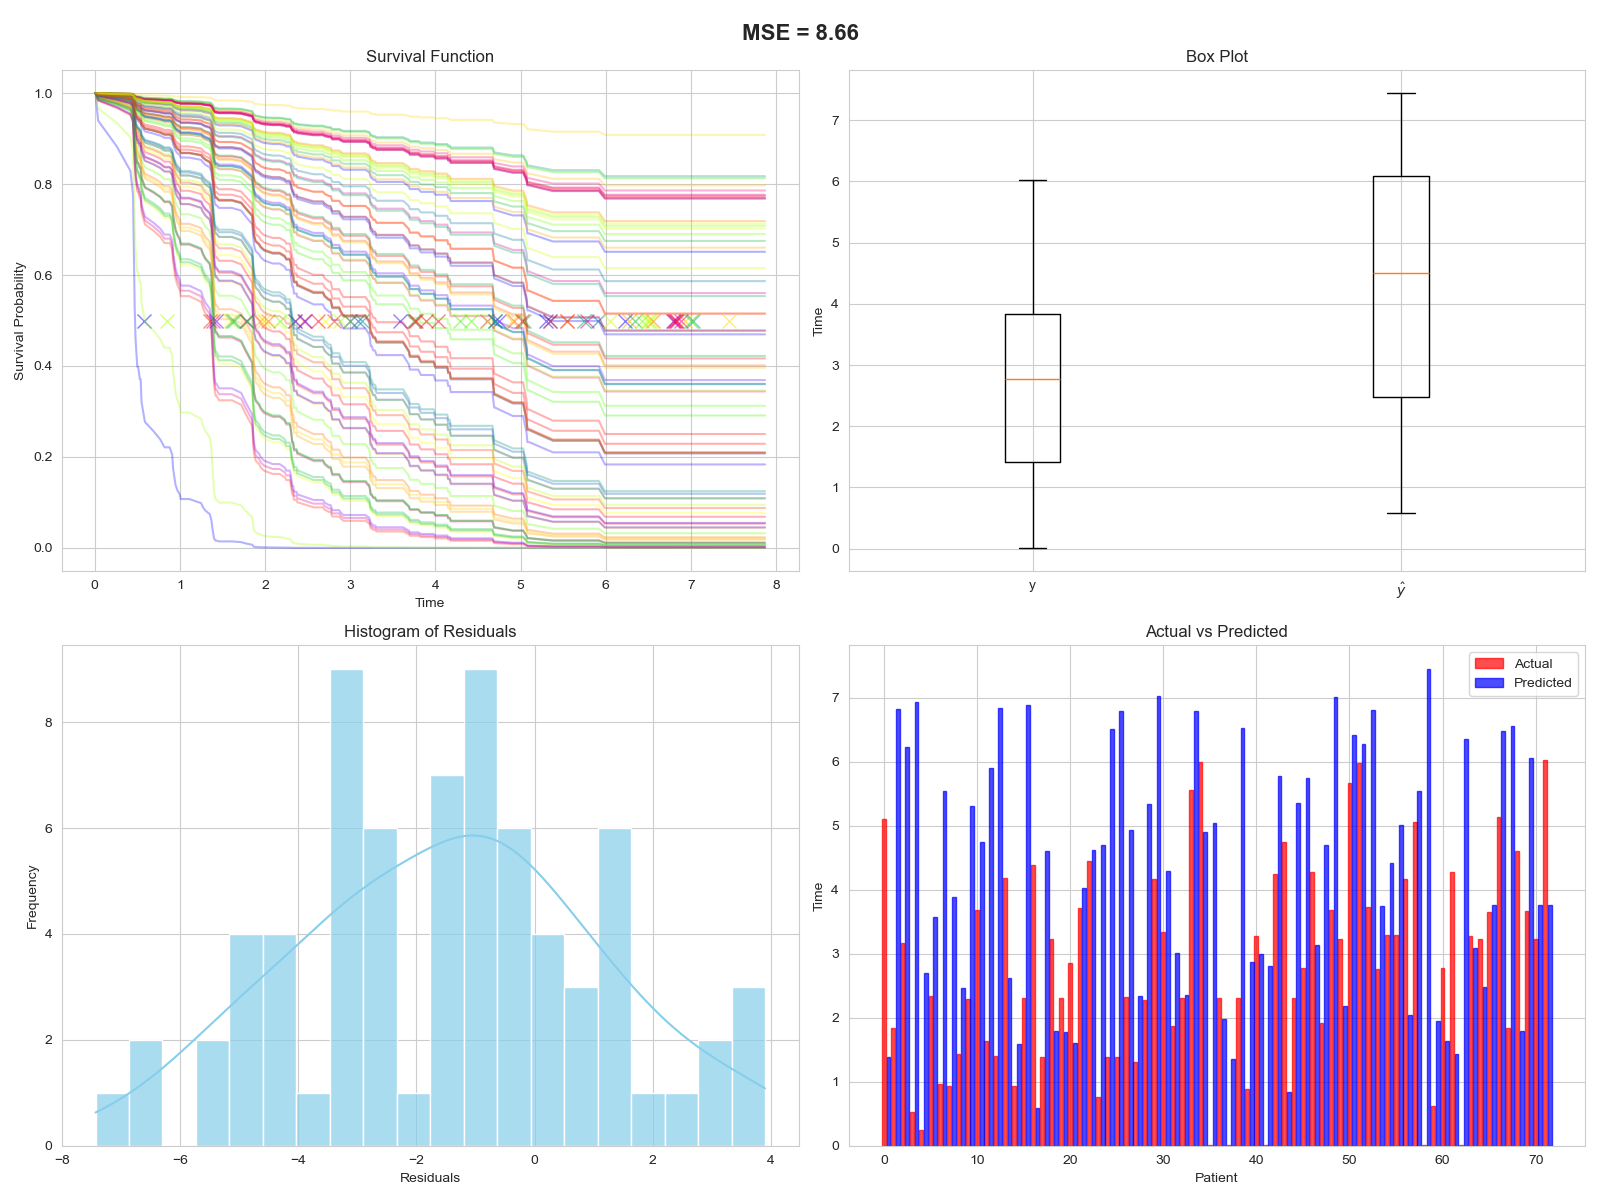 MSE = 8.66
Survival Function
Survival Probability
1.0
0.8
0.6
0.4
0.2
0.0
0 1 2 3 4 5 6 7 8
Time
Box Plot
Time
7
6
5
4
3
2
1
0
y ŷ
Histogram of Residuals
Frequency
8
6
4
2
0
−8 −6 −4 −2 0 2 4
Residuals
Actual vs Predicted
Actual
Predicted
Time
7
6
5
4
3
2
1
0
0 10 20 30 40 50 60 70
Patient